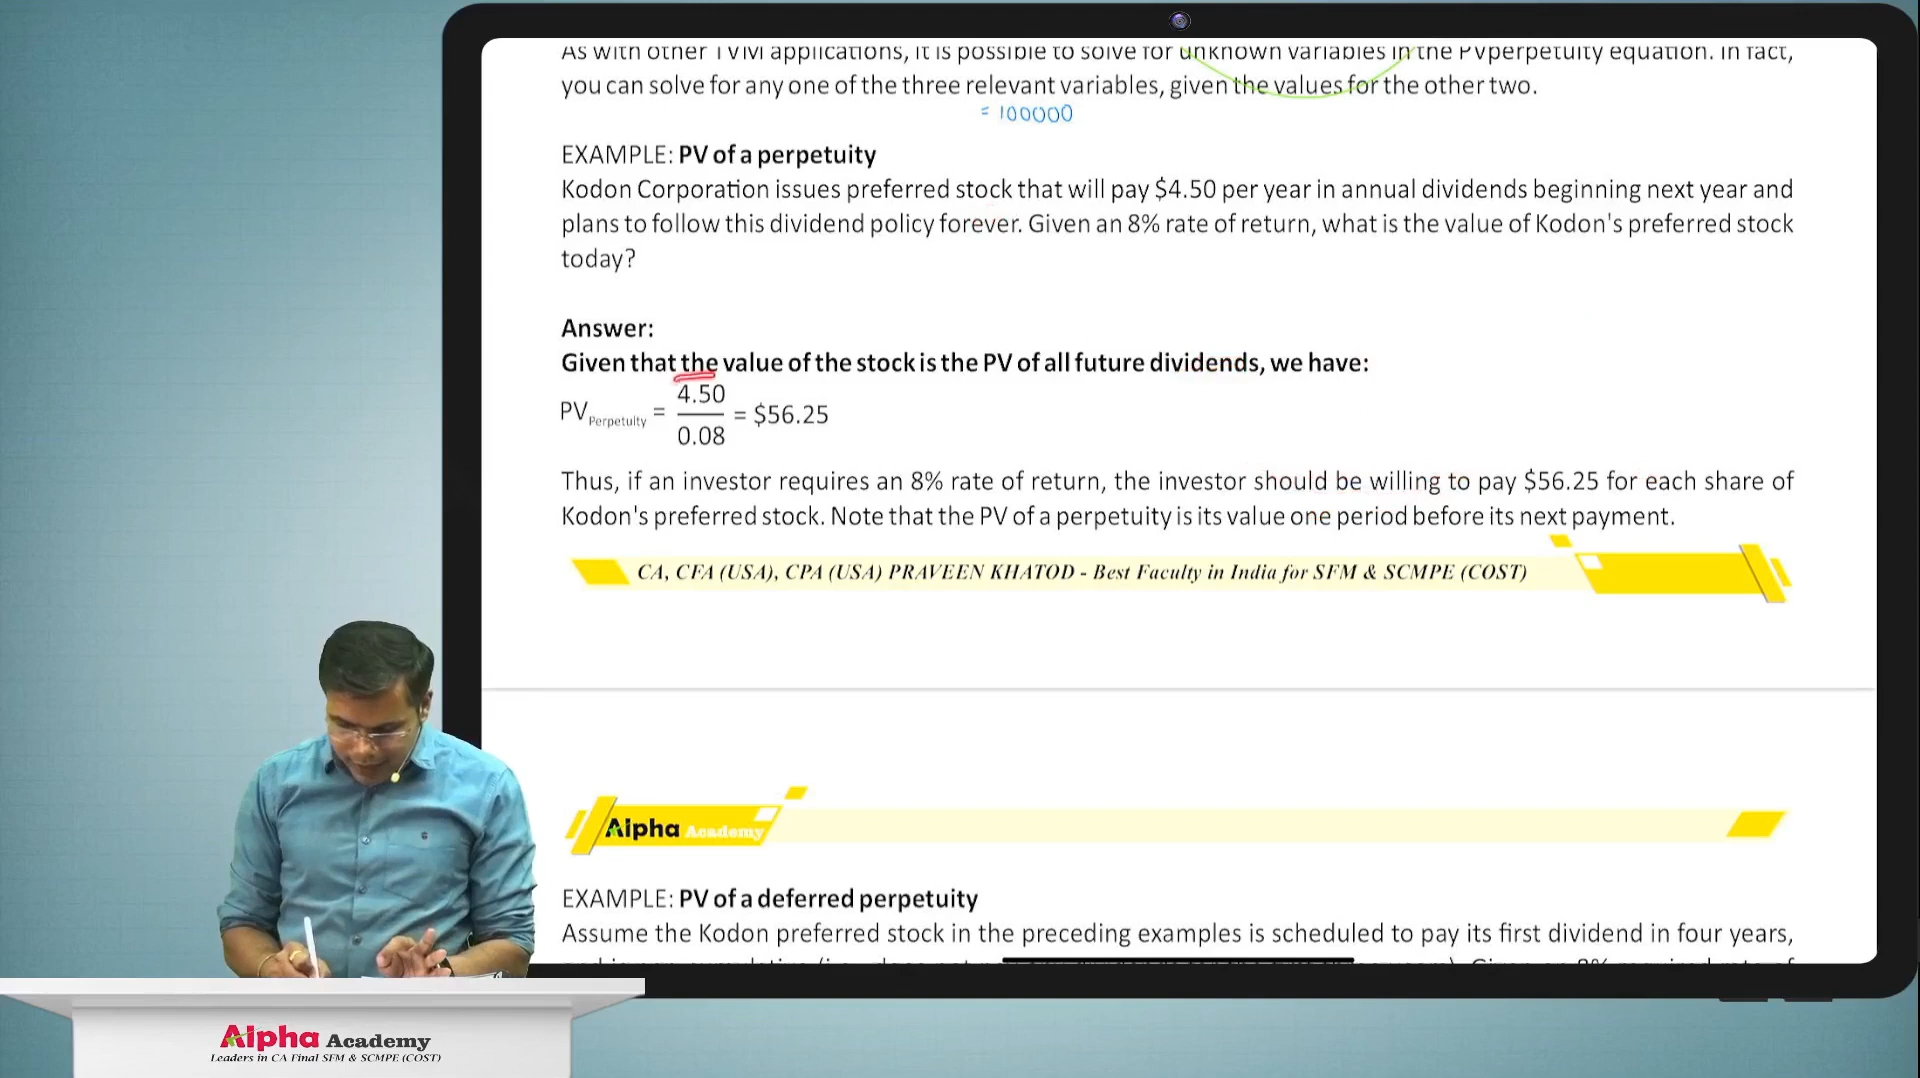 As with other TVM applications, it is possible to solve for unknown variables in the PVperpetuity equation. In fact,
you can solve for any one of the three relevant variables, given the values for the other two.
= 100000
EXAMPLE: PV of a perpetuity
Kodon Corporation issues preferred stock that will pay $4.50 per year in annual dividends beginning next year and
plans to follow this dividend policy forever. Given an 8% rate of return, what is the value of Kodon's preferred stock
today?
Answer:
Given that the value of the stock is the PV of all future dividends, we have:
PV Perpetuity = 4.50 / 0.08 = $56.25
Thus, if an investor requires an 8% rate of return, the investor should be willing to pay $56.25 for each share of
Kodon's preferred stock. Note that the PV of a perpetuity is its value one period before its next payment.
CA, CFA (USA), CPA (USA) PRAVEEN KHATOD - Best Faculty in India for SFM & SCMPE (COST)
Alpha Academy
EXAMPLE: PV of a deferred perpetuity
Assume the Kodon preferred stock in the preceding examples is scheduled to pay its first dividend in four years,
Alpha Academy
Leaders in CA Final SFM & SCMPE (COST)